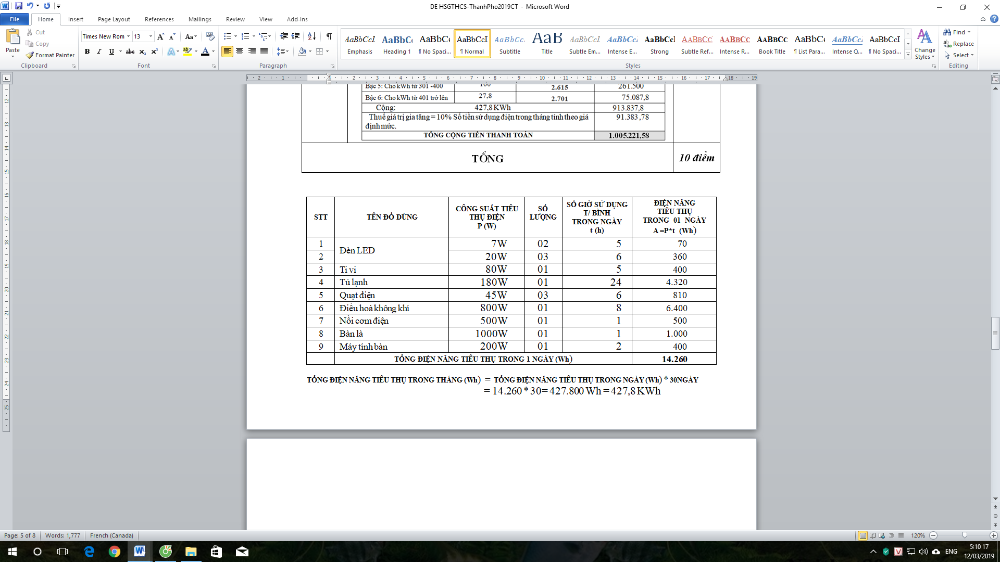 DE HSGTHCS-ThanhPho2019CT - Microsoft Word
File Home Insert Page Layout References Mailings Review View Add-Ins
Paste
Cut
Copy
Format Painter
Clipboard
Times New Rom 13
Font
Paragraph
AaBbCcL AaBbCc AaBbCc AaBbCcI AaBbCc. AaB AaBbCcL AaBbCcI AaBbCcI AABBCCI AABBCC AABBCC AaBbCc AaBbCcI AaBbCcI
Emphasis Heading 1 ¶ No Spaci... ¶ Normal Subtitle Title Subtle Em... Intense E... Strong Subtle Ref... Intense R... Book Title ¶ List Para... Intense Q... ¶ No Spaci...
Styles
Change Styles
Find
Replace
Select
Editing
Bậc 5: Cho kWh từ 301 -400 100 2.615 261.500
Bậc 6: Cho kWh từ 401 trở lên 27,8 2.701 75.087,8
Cộng: 427,8 KWh 913.837,8
Thuế giá trị gia tăng = 10% Số tiền sử dụng điện trong tháng tính theo giá định mức. 91.383 ,78
TỔNG CỘNG TIỀN THANH TOÁN 1.005.221,58
TỔNG 10 điểm
STT TÊN ĐỒ DÙNG CÔNG SUẤT TIÊU THỤ ĐIỆN P (W) SỐ LƯỢNG SỐ GIỜ SỬ DỤNG T/ BÌNH TRONG NGÀY t (h) ĐIỆN NĂNG TIÊU THỤ TRONG 01 NGÀY A =P*t (Wh)
1 Đèn LED 7W 02 5 70
2 20W 03 6 360
3 Ti vi 80W 01 5 400
4 Tủ lạnh 180W 01 24 4.320
5 Quạt điện 45W 03 6 810
6 Điều hoà không khí 800W 01 8 6.400
7 Nồi cơm điện 500W 01 1 500
8 Bàn là 1000W 01 1 1.000
9 Máy tính bàn 200W 01 2 400
TỔNG ĐIỆN NĂNG TIÊU THỤ TRONG 1 NGÀY (Wh) 14.260
TỔNG ĐIỆN NĂNG TIÊU THỤ TRONG THÁNG (Wh) = TỔNG ĐIỆN NĂNG TIÊU THỤ TRONG NGÀY (Wh) * 30NGÀY
= 14.260 * 30= 427.800 Wh = 427,8 KWh
Page: 5 of 8 Words: 1,777 French (Canada) 120%
ENG 5:10 17
12/03/2019